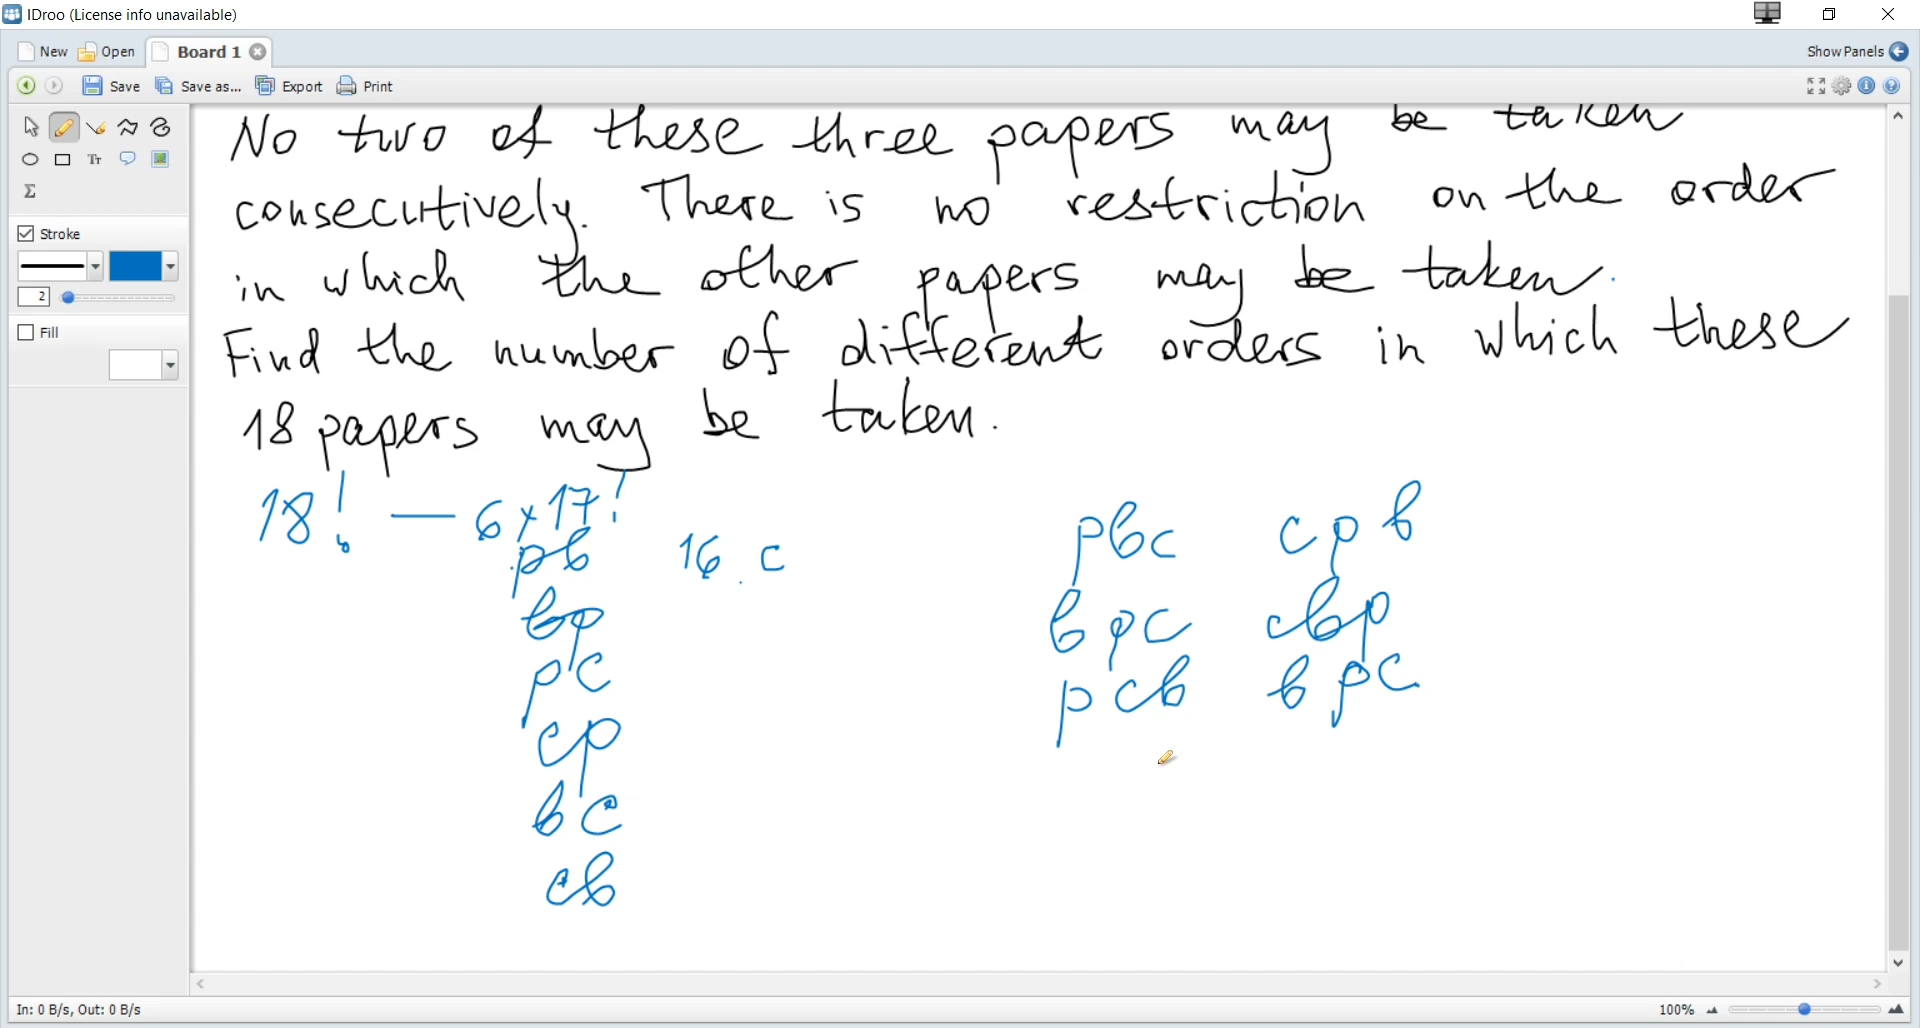 IDroo (License info unavailable)
New Open Board 1 Show Panels
Save Save as... Export Print
Tr
Σ
Stroke
2
Fill
No two of these three papers may be taken
consecutively. There is no restriction on the order
in which the other papers may be taken.
Find the number of different orders in which these
18 papers may be taken.
18! — 6 x 17!
pb 16. c
bp
pc
cp
bc
cb
pbc cpb
bpc cbp
pcb bpc
In: 0 B/s, Out: 0 B/s 100%